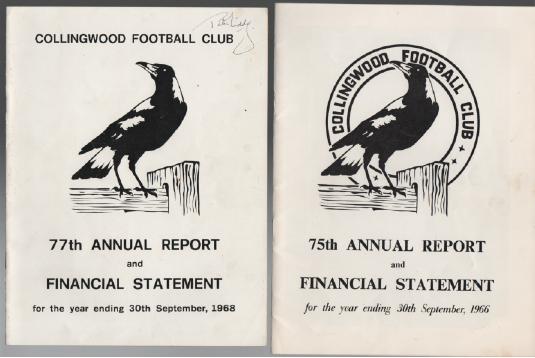 COLLINGWOOD FOOTBALL CLUB
77th ANNUAL REPORT
and
FINANCIAL STATEMENT
for the year ending 30th September, 1968
COLLINGWOOD FOOTBALL CLUB
75th ANNUAL REPORT
and
FINANCIAL STATEMENT
for the year ending 30th September, 1966